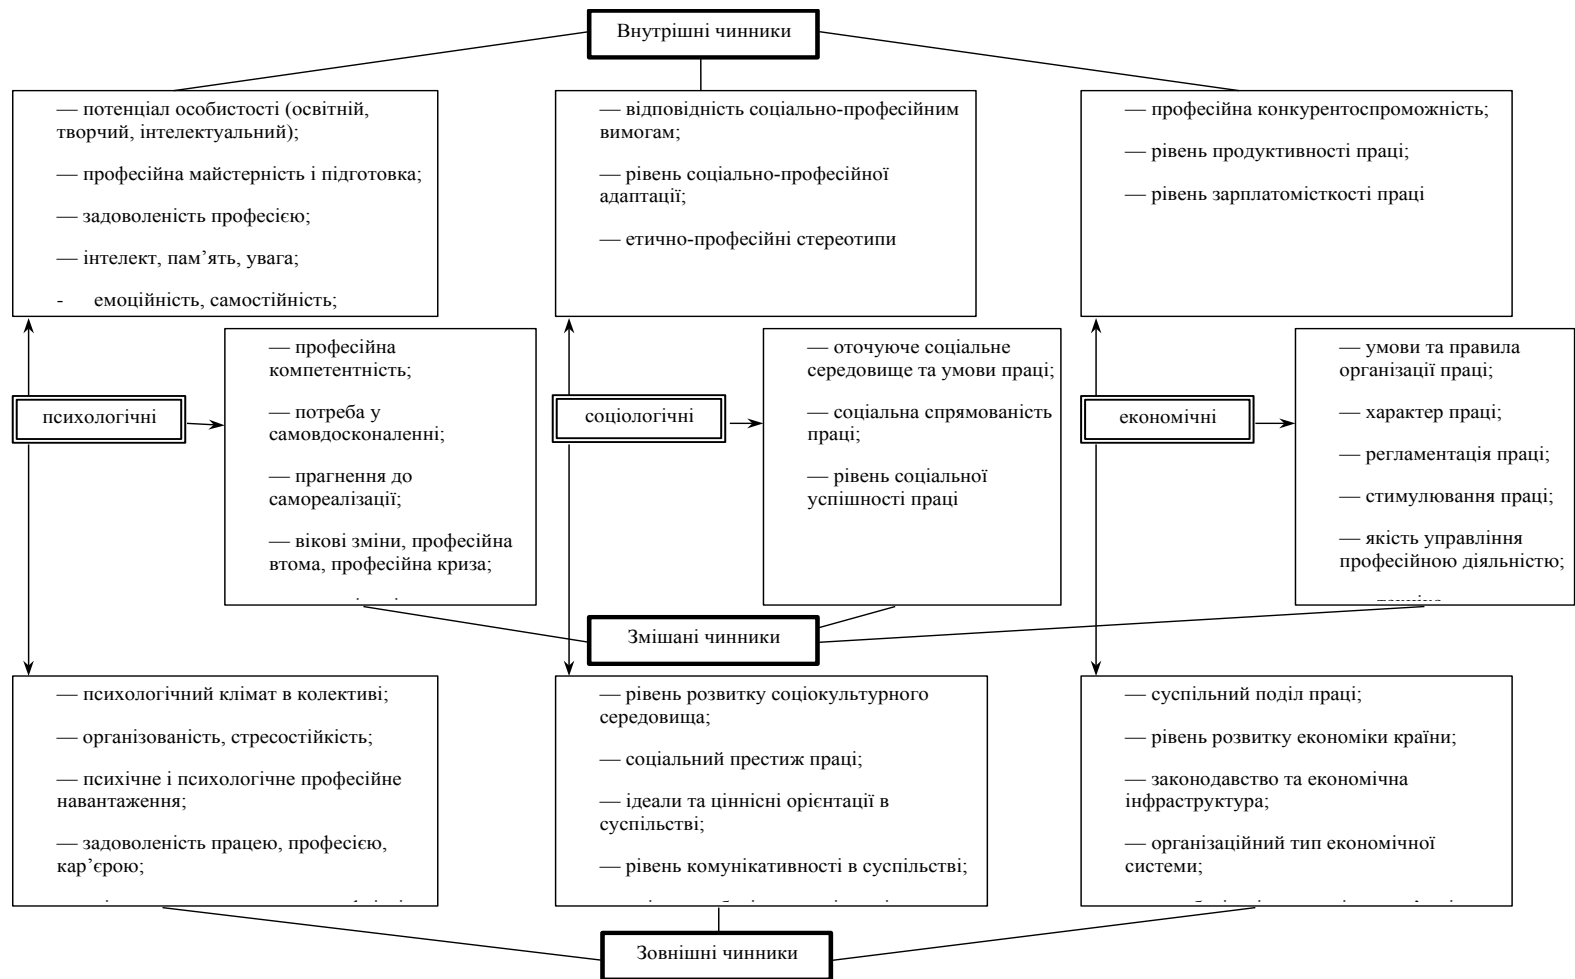 Внутрішні чинники
— потенціал особистості (освітній,
творчий, інтелектуальний);
— професійна майстерність і підготовка;
— задоволеність професією;
— інтелект, пам’ять, увага;
- емоційність, самостійність;
— відповідність соціально-професійним
вимогам;
— рівень соціально-професійної
адаптації;
— етично-професійні стереотипи
— професійна конкурентоспроможність;
— рівень продуктивності праці;
— рівень зарплатомісткості праці
психологічні
— професійна
компетентність;
— потреба у
самовдосконаленні;
— прагнення до
самореалізації;
— вікові зміни, професійна
втома, професійна криза;
соціологічні
— оточуюче соціальне
середовище та умови праці;
— соціальна спрямованість
праці;
— рівень соціальної
успішності праці
економічні
— умови та правила
організації праці;
— характер праці;
— регламентація праці;
— стимулювання праці;
— якість управління
професійною діяльністю;
Змішані чинники
— психологічний клімат в колективі;
— організованість, стресостійкість;
— психічне і психологічне професійне
навантаження;
— задоволеність працею, професією,
кар’єрою;
— рівень розвитку соціокультурного
середовища;
— соціальний престиж праці;
— ідеали та ціннісні орієнтації в
суспільстві;
— рівень комунікативності в суспільстві;
— суспільний поділ праці;
— рівень розвитку економіки країни;
— законодавство та економічна
інфраструктура;
— організаційний тип економічної
системи;
Зовнішні чинники